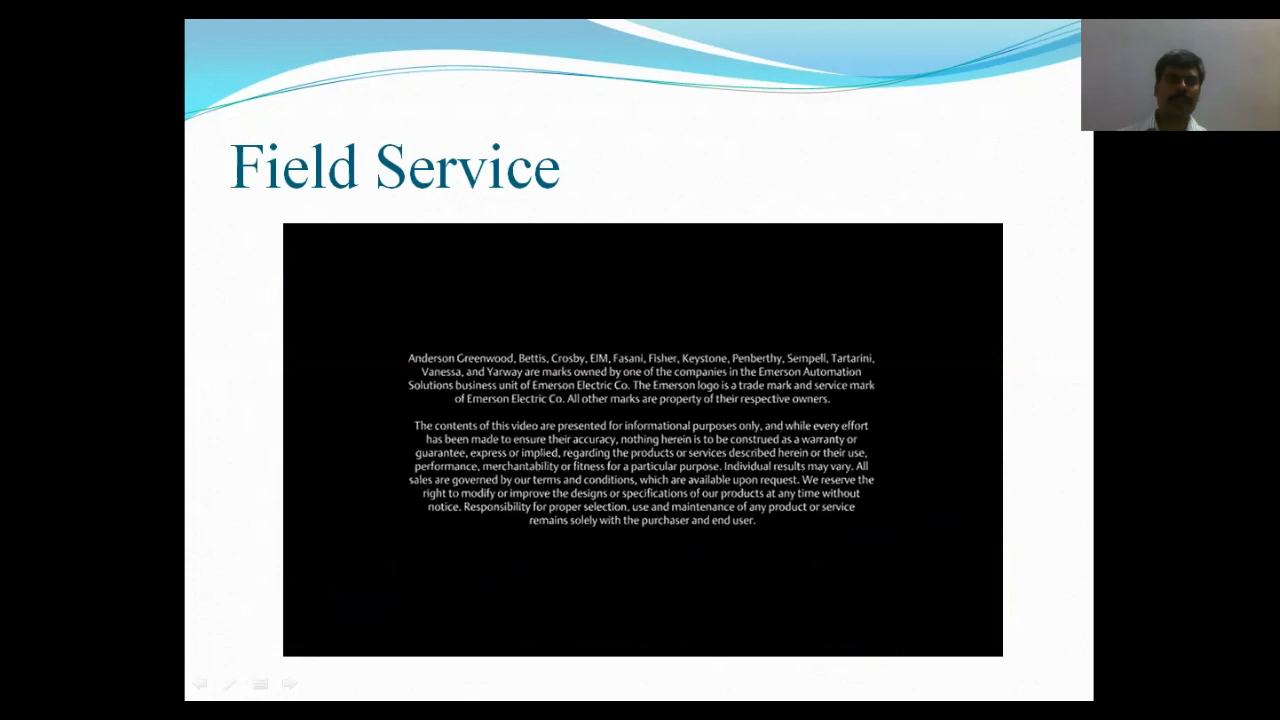 Field Service
Anderson Greenwood, Bettis, Crosby, EIM, Fasani, Fisher, Keystone, Penberthy, Sempell, Tartarini,
Vanessa, and Yarway are marks owned by one of the companies in the Emerson Automation
Solutions business unit of Emerson Electric Co. The Emerson logo is a trade mark and service mark
of Emerson Electric Co. All other marks are property of their respective owners.
The contents of this video are presented for informational purposes only, and while every effort
has been made to ensure their accuracy, nothing herein is to be construed as a warranty or
guarantee, express or implied, regarding the products or services described herein or their use,
performance, merchantability or fitness for a particular purpose. Individual results may vary. All
sales are governed by our terms and conditions, which are available upon request. We reserve the
right to modify or improve the designs or specifications of our products at any time without
notice. Responsibility for proper selection, use and maintenance of any product or service
remains solely with the purchaser and end user.